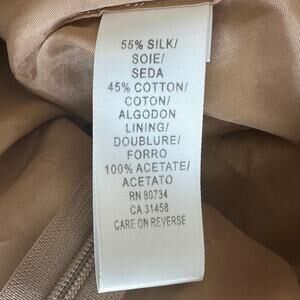 55% SILK/
SOIE/
SEDA
45% COTTON/
COTON/
ALGODON
LINING/
DOUBLURE/
FORRO
100% ACETATE/
ACETATO
RN 80734
CA 31458
CARE ON REVERSE